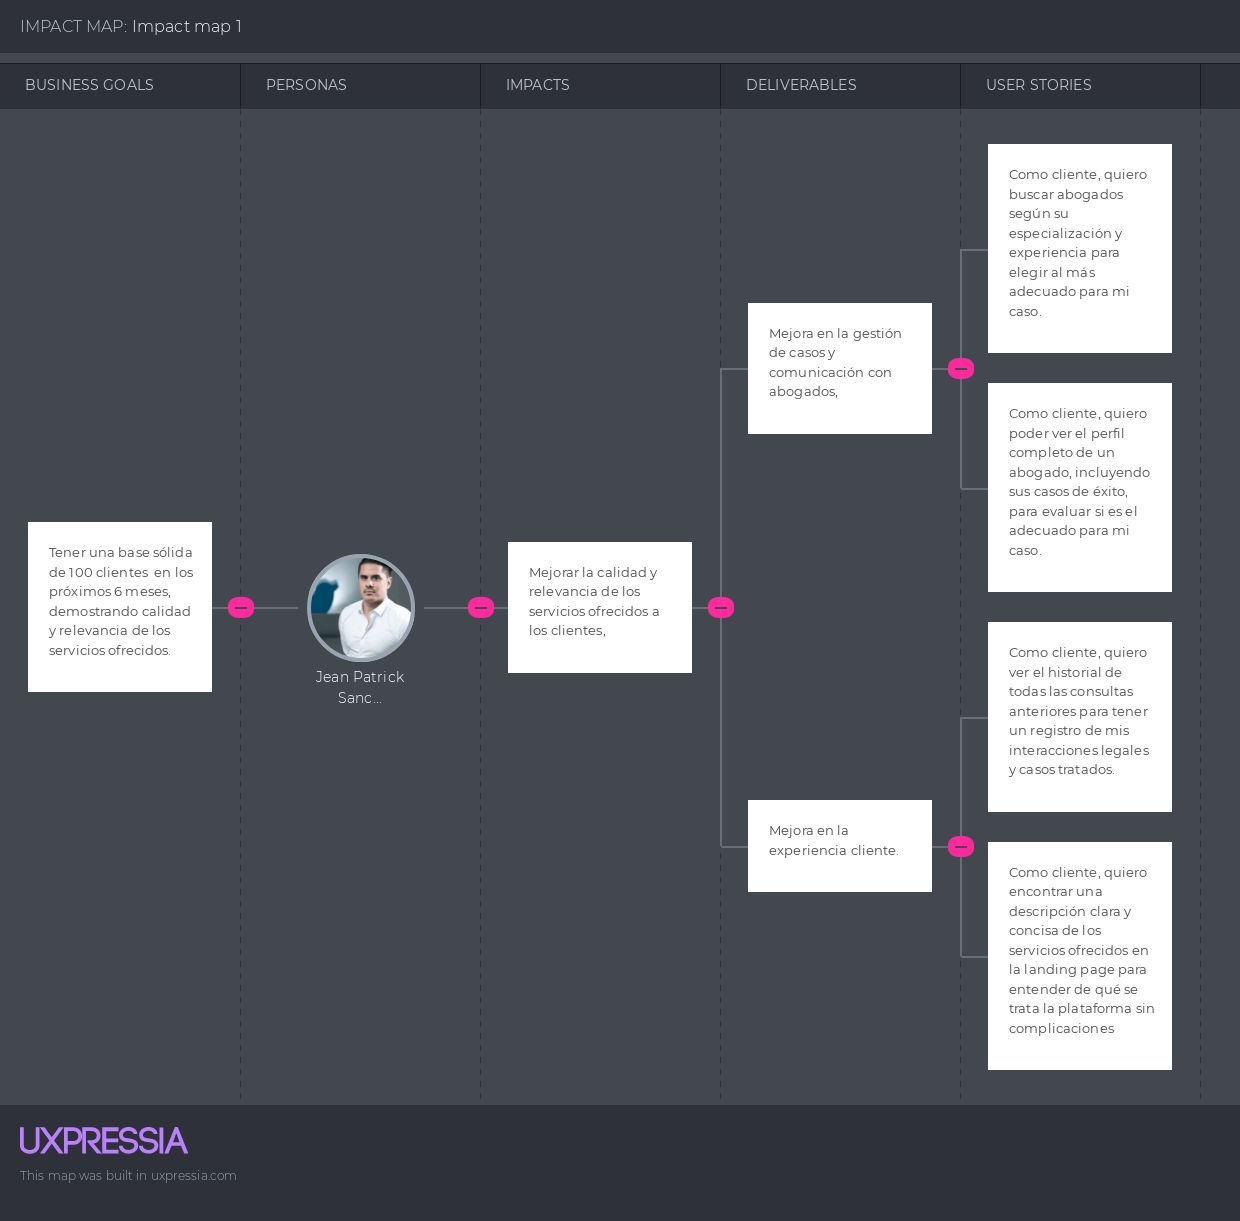 IMPACT MAP: Impact map 1
BUSINESS GOALS
PERSONAS
IMPACTS
DELIVERABLES
USER STORIES
Tener una base sólida
de 100 clientes en los
próximos 6 meses,
demostrando calidad
y relevancia de los
servicios ofrecidos.
Jean Patrick
Sanc...
Mejorar la calidad y
relevancia de los
servicios ofrecidos a
los clientes,
Mejora en la gestión
de casos y
comunicación con
abogados,
Mejora en la
experiencia cliente.
Como cliente, quiero
buscar abogados
según su
especialización y
experiencia para
elegir al más
adecuado para mi
caso.
Como cliente, quiero
poder ver el perfil
completo de un
abogado, incluyendo
sus casos de éxito,
para evaluar si es el
adecuado para mi
caso.
Como cliente, quiero
ver el historial de
todas las consultas
anteriores para tener
un registro de mis
interacciones legales
y casos tratados.
Como cliente, quiero
encontrar una
descripción clara y
concisa de los
servicios ofrecidos en
la landing page para
entender de qué se
trata la plataforma sin
complicaciones
UXPRESSIA
This map was built in uxpressia.com